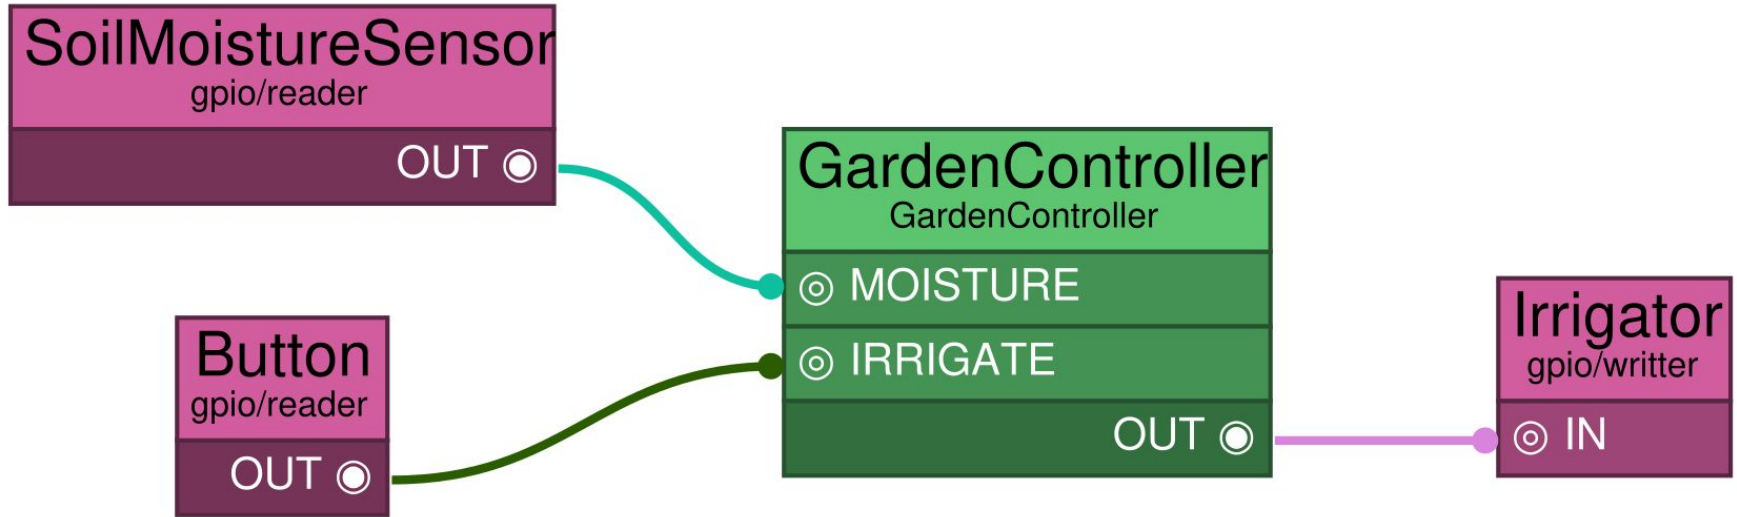 SoilMoistureSensor
gpio/reader
OUT
Button
gpio/reader
OUT
GardenController
GardenController
MOISTURE
IRRIGATE
OUT
Irrigator
gpio/writter
IN